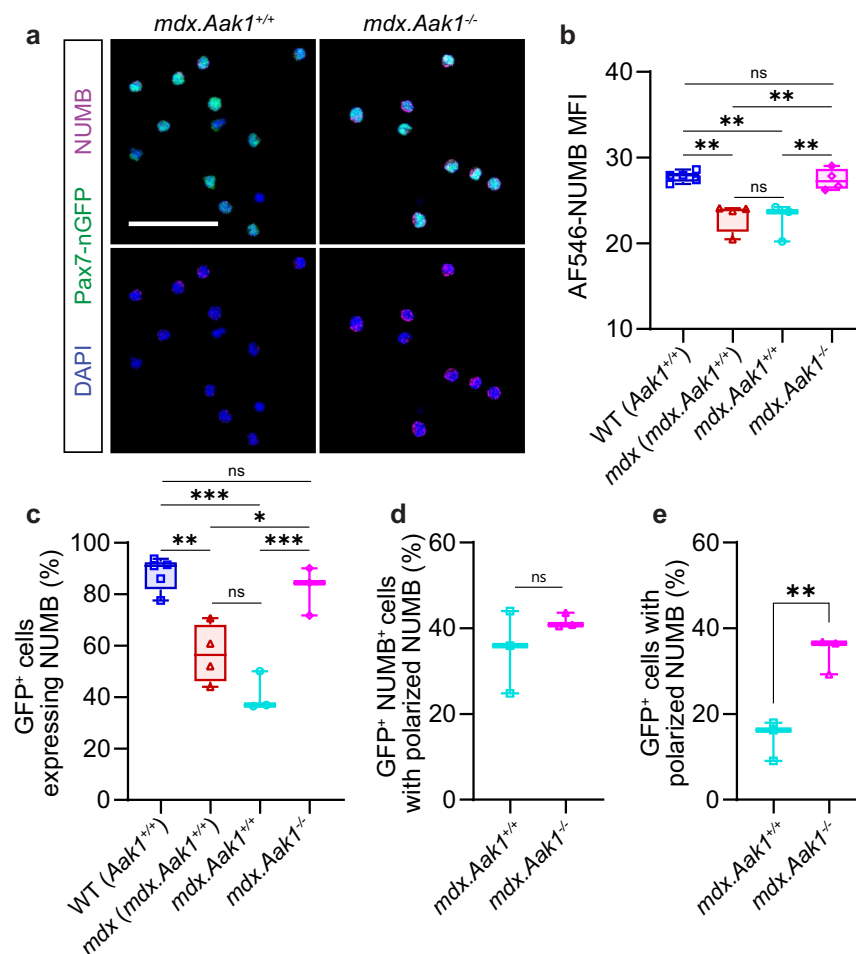 a
mdx.Aak1+/+
mdx.Aak1-/-
DAPI Pax7-nGFP NUMB
b
AF546-NUMB MFI
40
30
20
10
ns
**
**
** **
ns
WT (Aak1+/+)
mdx (mdx.Aak1+/+)
mdx.Aak1+/+
mdx.Aak1-/-
c
GFP+ cells
expressing NUMB (%)
100
80
60
40
20
0
ns
***
*
** ***
ns
WT (Aak1+/+)
mdx (mdx.Aak1+/+)
mdx.Aak1+/+
mdx.Aak1-/-
d
GFP+ NUMB+ cells
with polarized NUMB (%)
60
40
20
0
ns
mdx.Aak1+/+
mdx.Aak1-/-
e
GFP+ cells with
polarized NUMB (%)
60
40
20
0
**
mdx.Aak1+/+
mdx.Aak1-/-